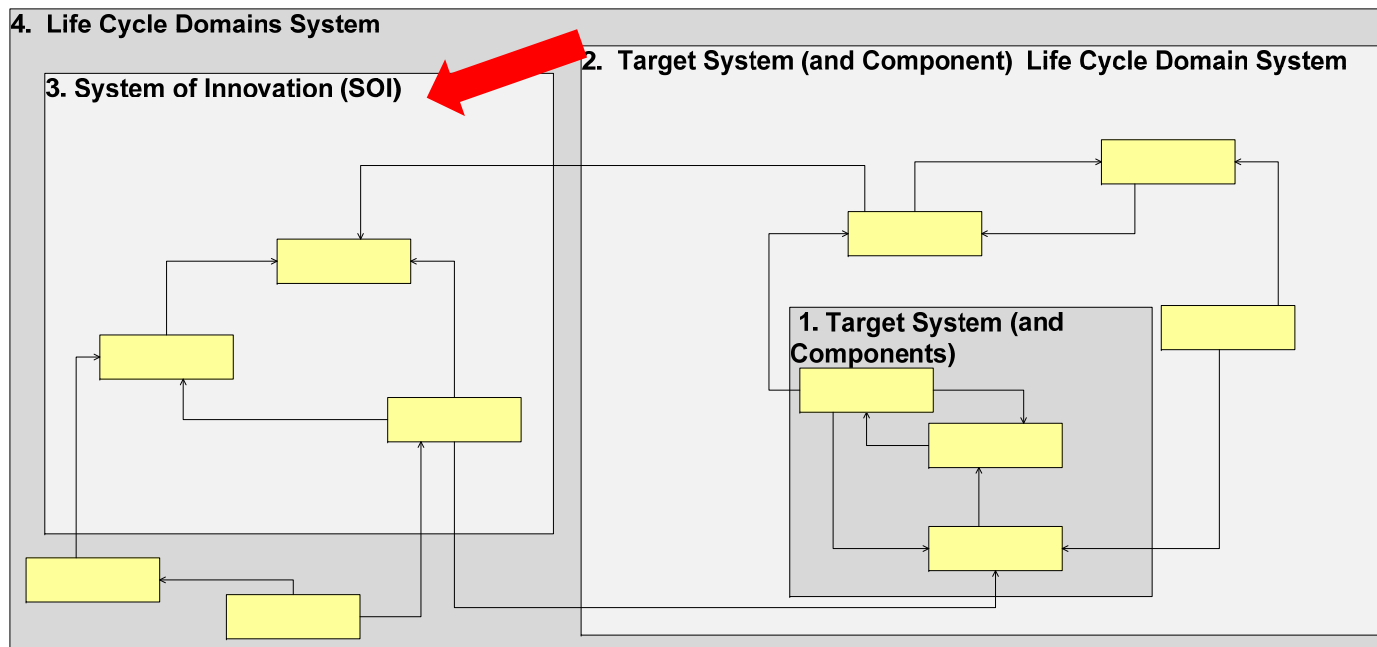 4.  Life Cycle Domains System
2.  Target System (and Component)  Life Cycle Domain System
3. System of Innovation (SOI)
1. Target System (and
Components)